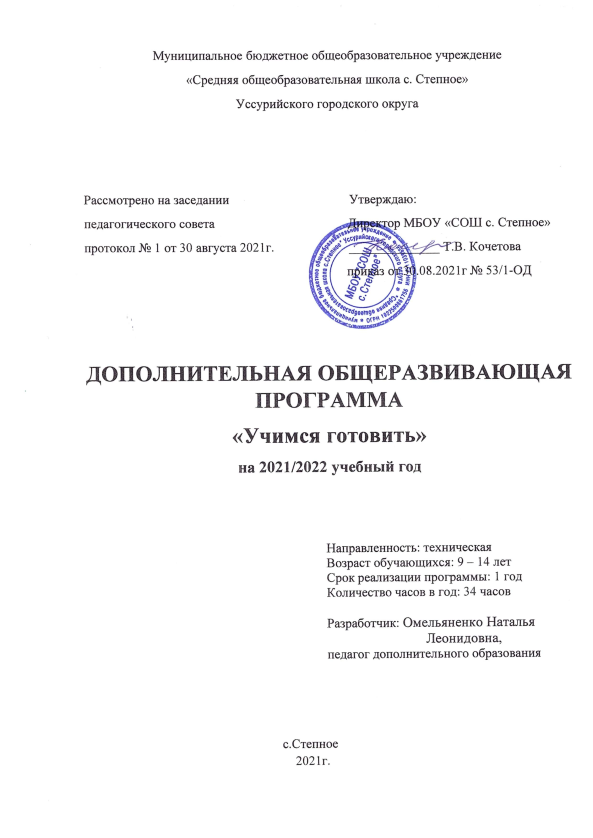 Муниципальное бюджетное общеобразовательное учреждение
«Средняя общеобразовательная школа с. Степное»
Уссурийского городского округа
Рассмотрено на заседании
педагогического совета
протокол № 1 от 30 августа 2021г.
Утверждаю:
Директор МБОУ «СОШ с. Степное»
Т.В. Кочетова
приказ от 30.08.2021г № 53/1-ОД
МБОУ "СОШ
с.Степное"
ДОПОЛНИТЕЛЬНАЯ ОБЩЕРАЗВИВАЮЩАЯ
ПРОГРАММА
«Учимся готовить»
на 2021/2022 учебный год
Направленность: техническая
Возраст обучающихся: 9 – 14 лет
Срок реализации программы: 1 год
Количество часов в год: 34 часов
Разработчик: Омельяненко Наталья
Леонидовна,
педагог дополнительного образования
с.Степное
2021г.